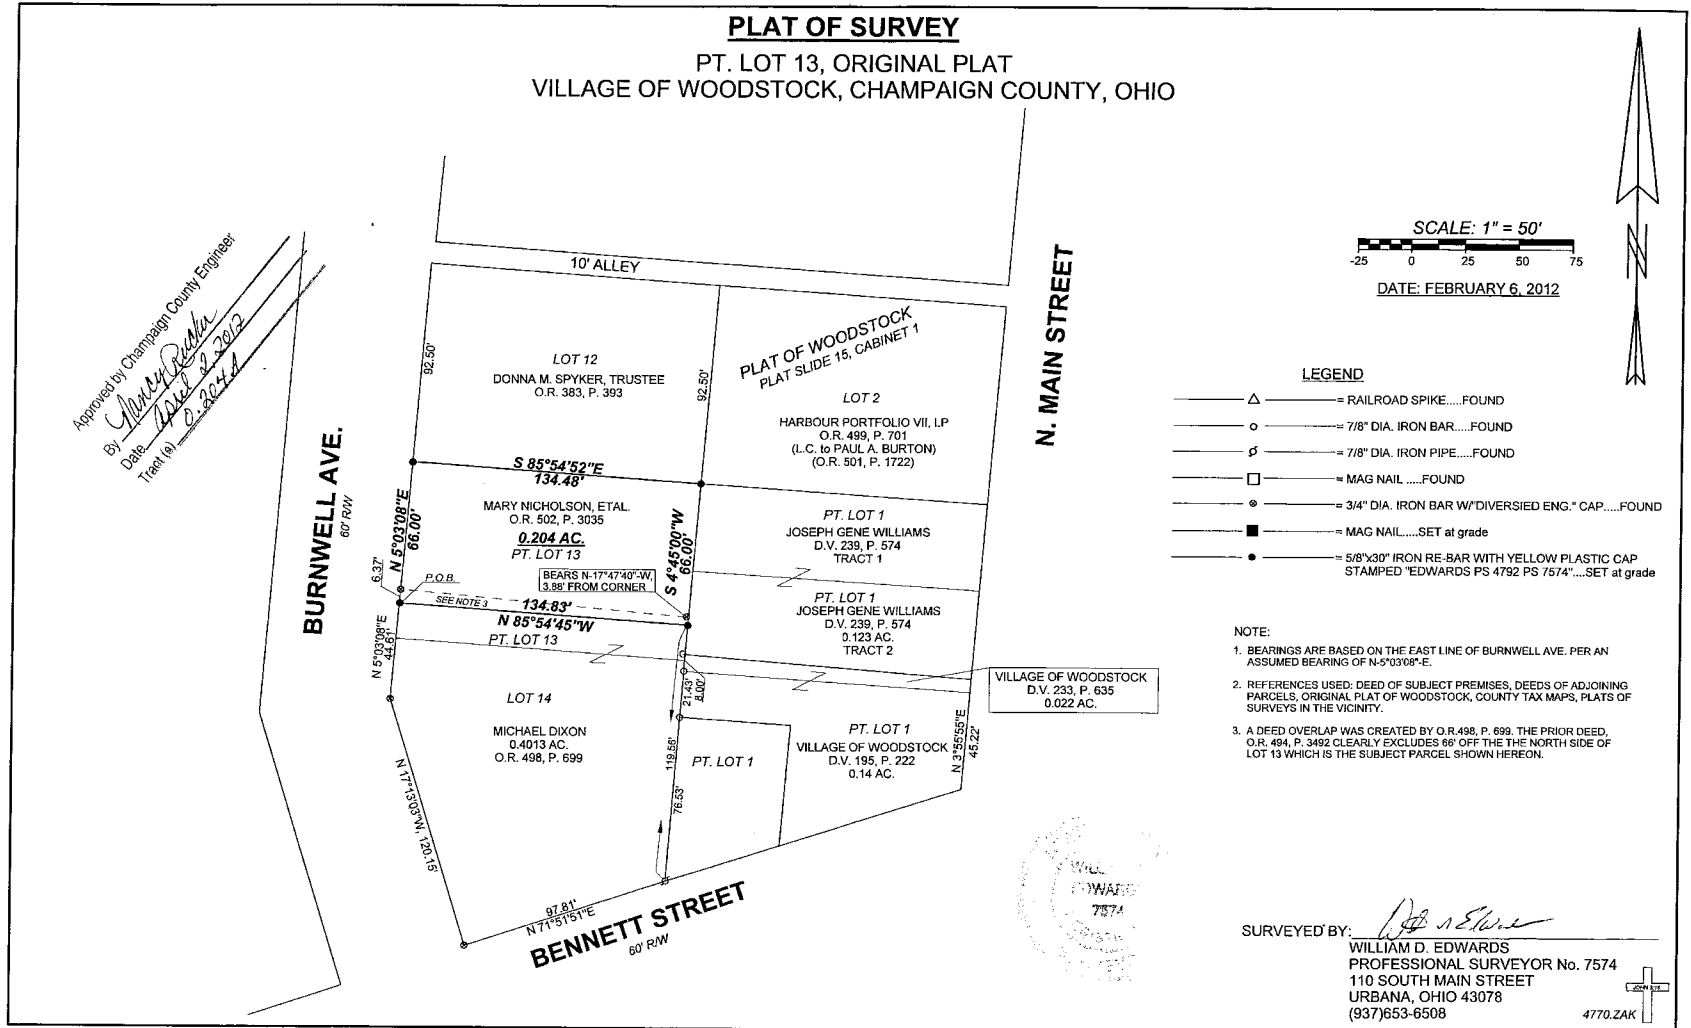 PLAT OF SURVEY
PT. LOT 13, ORIGINAL PLAT
VILLAGE OF WOODSTOCK, CHAMPAIGN COUNTY, OHIO
Approved by Champaign County Engineer
By Nancy
Date April 2, 2012
Tract (s) 0.204 A
10' ALLEY
N. MAIN STREET
SCALE: 1" = 50'
-25 0 25 50 75
DATE: FEBRUARY 6, 2012
PLAT OF WOODSTOCK
PLAT SLIDE 15, CABINET 1
92.50'
LOT 12
DONNA M. SPYKER, TRUSTEE
O.R. 383, P. 393
92.50'
LOT 2
HARBOUR PORTFOLIO VII, LP
O.R. 499, P. 701
(L.C. to PAUL A. BURTON)
(O.R. 501, P. 1722)
LEGEND
= RAILROAD SPIKE.....FOUND
= 7/8" DIA. IRON BAR.....FOUND
= 7/8" DIA. IRON PIPE....FOUND
= MAG NAIL .....FOUND
= 3/4" DIA. IRON BAR W/"DIVERSIED ENG." CAP.....FOUND
= MAG NAIL....SET at grade
= 5/8"x30" IRON RE-BAR WITH YELLOW PLASTIC CAP
STAMPED "EDWARDS PS 4792 PS 7574"....SET at grade
BURNWELL AVE.
60' R/W
S 85°54'52"E
134.48'
MARY NICHOLSON, ETAL.
O.R. 502, P. 3035
0.204 AC.
PT. LOT 13
N 5°03'08"E
66.00'
S 4°45'00"W
66.00'
BEARS N-17°47'40"-W,
3.88' FROM CORNER
6.37'
P.O.B.
SEE NOTE 3
134.83'
N 85°54'45"W
PT. LOT 13
N 5°03'08"E
44.61'
PT. LOT 1
JOSEPH GENE WILLIAMS
D.V. 239, P. 574
TRACT 1
PT. LOT 1
JOSEPH GENE WILLIAMS
D.V. 239, P. 574
0.123 AC.
TRACT 2
VILLAGE OF WOODSTOCK
D.V. 233, P. 635
0.022 AC.
LOT 14
MICHAEL DIXON
0.4013 AC.
O.R. 498, P. 699
21.43'
8.00'
119.56'
76.53'
PT. LOT 1
PT. LOT 1
VILLAGE OF WOODSTOCK
D.V. 195, P. 222
0.14 AC.
N 3°55'55"E
45.22'
N 17°13'03"W, 120.15'
97.81'
N 71°51'51"E
BENNETT STREET
60' R/W
NOTE:
1. BEARINGS ARE BASED ON THE EAST LINE OF BURNWELL AVE. PER AN
ASSUMED BEARING OF N-5°03'08"-E.
2. REFERENCES USED: DEED OF SUBJECT PREMISES, DEEDS OF ADJOINING
PARCELS, ORIGINAL PLAT OF WOODSTOCK, COUNTY TAX MAPS, PLATS OF
SURVEYS IN THE VICINITY.
3. A DEED OVERLAP WAS CREATED BY O.R.498, P. 699. THE PRIOR DEED,
O.R. 494, P. 3492 CLEARLY EXCLUDES 66' OFF THE THE NORTH SIDE OF
LOT 13 WHICH IS THE SUBJECT PARCEL SHOWN HEREON.
7574
SURVEYED BY:
WILLIAM D. EDWARDS
PROFESSIONAL SURVEYOR No. 7574
110 SOUTH MAIN STREET
URBANA, OHIO 43078
(937)653-6508
4770.ZAK